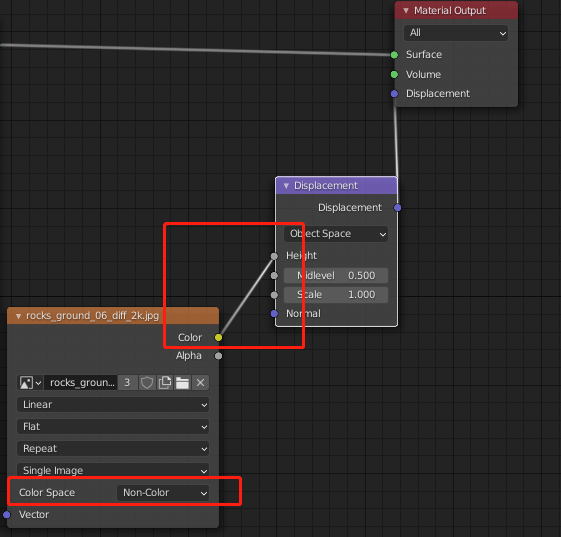 Material Output
All
Surface
Volume
Displacement
Displacement
Displacement
Object Space
Height
Midlevel 0.500
Scale 1.000
Normal
rocks_ground_06_diff_2k.jpg
Color
Alpha
rocks_groun... 3
Linear
Flat
Repeat
Single Image
Color Space Non-Color
Vector